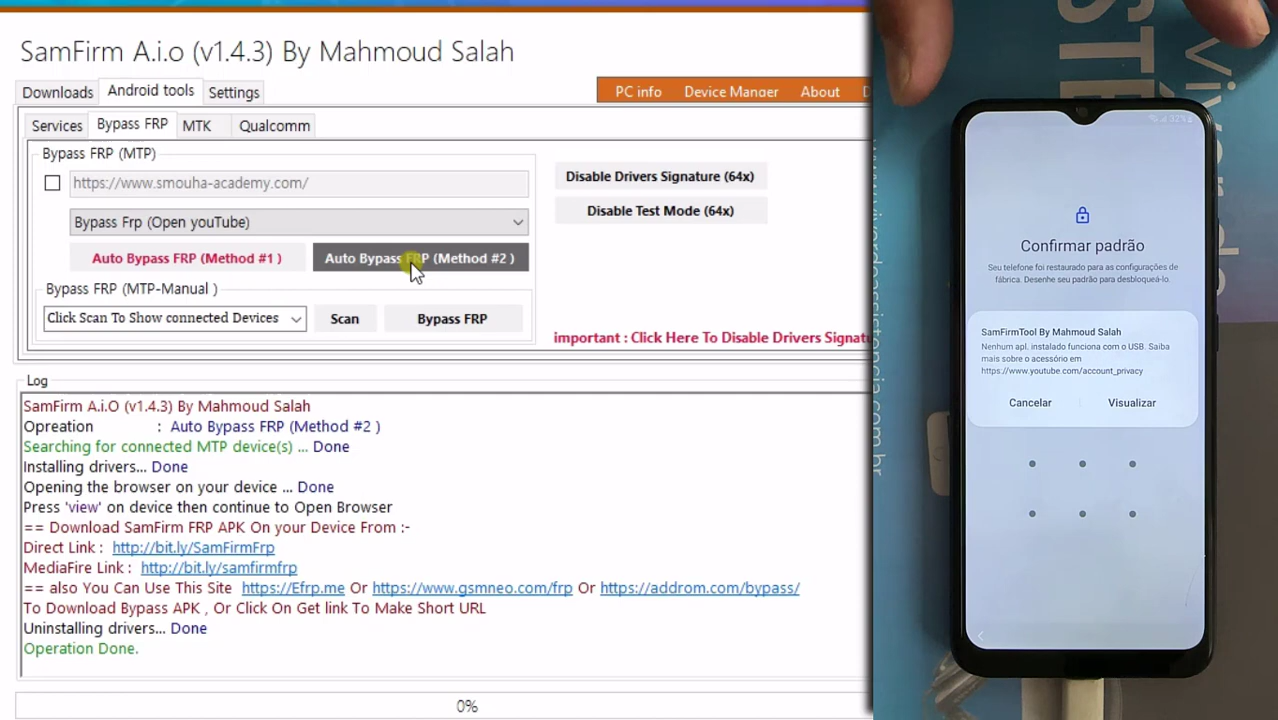 SamFirm A.i.o (v1.4.3) By Mahmoud Salah
Downloads Android tools Settings
PC info Device Manger About
Services Bypass FRP MTK Qualcomm
Bypass FRP (MTP)
https://www.smouha-academy.com/
Bypass Frp (Open youTube)
Auto Bypass FRP (Method #1 ) Auto Bypass FRP (Method #2 )
Disable Drivers Signature (64x)
Disable Test Mode (64x)
Bypass FRP (MTP-Manual )
Click Scan To Show connected Devices Scan Bypass FRP
important : Click Here To Disable Drivers Signatu
Log
SamFirm A.i.O (v1.4.3) By Mahmoud Salah
Opreation : Auto Bypass FRP (Method #2 )
Searching for connected MTP device(s) ... Done
Installing drivers... Done
Opening the browser on your device ... Done
Press 'view' on device then continue to Open Browser
== Download SamFirm FRP APK On your Device From :-
Direct Link : http://bit.ly/SamFirmFrp
MediaFire Link : http://bit.ly/samfirmfrp
== also You Can Use This Site https://Efrp.me Or https://www.gsmneo.com/frp Or https://addrom.com/bypass/
To Download Bypass APK , Or Click On Get link To Make Short URL
Uninstalling drivers... Done
Operation Done.
0%
32%
Confirmar padrão
Seu telefone foi restaurado para as configurações de
fábrica. Desenhe seu padrão para desbloqueá-lo.
SamFirmTool By Mahmoud Salah
Nenhum apl. instalado funciona com o USB. Saiba
mais sobre o acessório em
https://www.youtube.com/account_privacy
Cancelar Visualizar